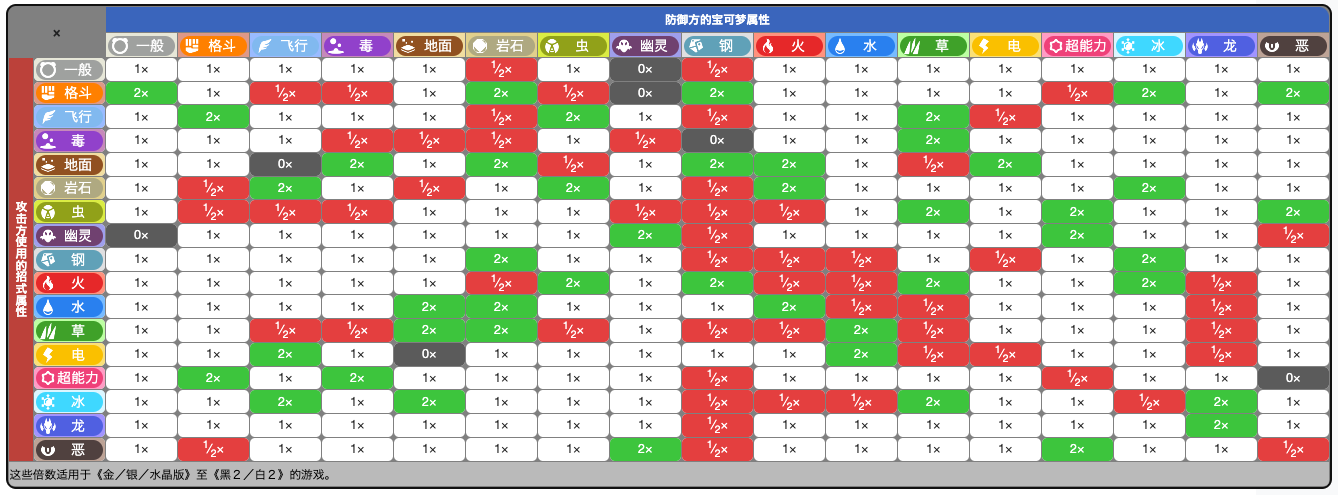 ×
防御方的宝可梦属性
一般 格斗 飞行 毒 地面 岩石 虫 幽灵 钢 火 水 草 电 超能力 冰 龙 恶
攻击方使用的招式属性
一般 1× 1× 1× 1× 1× ½× 1× 0× ½× 1× 1× 1× 1× 1× 1× 1× 1×
格斗 2× 1× ½× ½× 1× 2× ½× 0× 2× 1× 1× 1× 1× ½× 2× 1× 2×
飞行 1× 2× 1× 1× 1× ½× 2× 1× ½× 1× 1× 2× ½× 1× 1× 1× 1×
毒 1× 1× 1× ½× ½× ½× 1× ½× 0× 1× 1× 2× 1× 1× 1× 1× 1×
地面 1× 1× 0× 2× 1× 2× ½× 1× 2× 2× 1× ½× 2× 1× 1× 1× 1×
岩石 1× ½× 2× 1× ½× 1× 2× 1× ½× 2× 1× 1× 1× 1× 2× 1× 1×
虫 1× ½× ½× ½× 1× 1× 1× ½× ½× ½× 1× 2× 1× 2× 1× 1× 2×
幽灵 0× 1× 1× 1× 1× 1× 1× 2× ½× 1× 1× 1× 1× 2× 1× 1× ½×
钢 1× 1× 1× 1× 1× 2× 1× 1× ½× ½× ½× 1× ½× 1× 2× 1× 1×
火 1× 1× 1× 1× 1× ½× 2× 1× 2× ½× ½× 2× 1× 1× 2× ½× 1×
水 1× 1× 1× 1× 2× 2× 1× 1× 1× 2× ½× ½× 1× 1× 1× ½× 1×
草 1× 1× ½× ½× 2× 2× ½× 1× ½× ½× 2× ½× 1× 1× 1× ½× 1×
电 1× 1× 2× 1× 0× 1× 1× 1× 1× 1× 2× ½× ½× 1× 1× ½× 1×
超能力 1× 2× 1× 2× 1× 1× 1× 1× ½× 1× 1× 1× 1× ½× 1× 1× 0×
冰 1× 1× 2× 1× 2× 1× 1× 1× ½× ½× ½× 2× 1× 1× ½× 2× 1×
龙 1× 1× 1× 1× 1× 1× 1× 1× ½× 1× 1× 1× 1× 1× 1× 2× 1×
恶 1× ½× 1× 1× 1× 1× 1× 2× ½× 1× 1× 1× 1× 2× 1× 1× ½×
这些倍数适用于《金／银／水晶版》至《黑２／白２》的游戏。